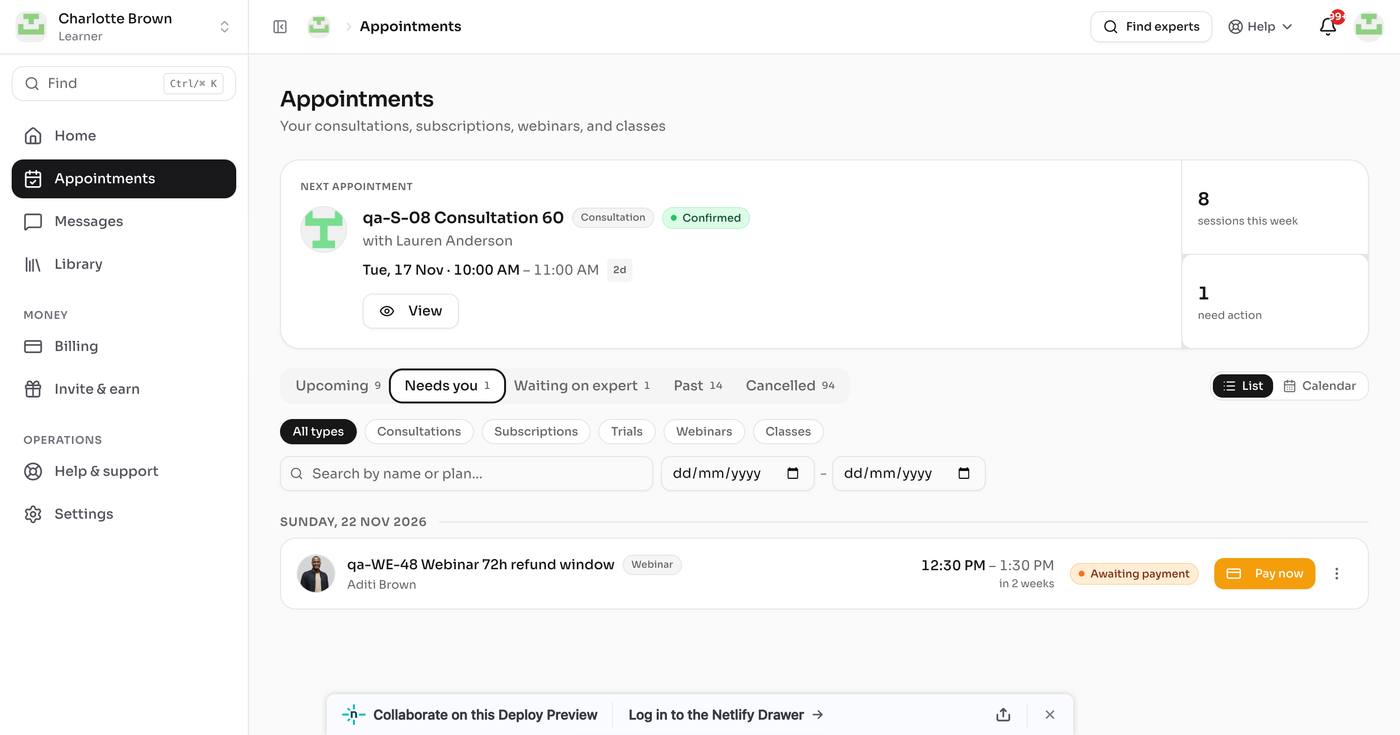 Charlotte Brown
Learner
Appointments
Find experts
Help
99+
Find
Ctrl/⌘ K
Home
Appointments
Messages
Library
MONEY
Billing
Invite & earn
OPERATIONS
Help & support
Settings
Appointments
Your consultations, subscriptions, webinars, and classes
NEXT APPOINTMENT
qa-S-08 Consultation 60 Consultation Confirmed
with Lauren Anderson
Tue, 17 Nov · 10:00 AM – 11:00 AM 2d
View
8
sessions this week
1
need action
Upcoming 9 Needs you 1 Waiting on expert 1 Past 14 Cancelled 94
List Calendar
All types Consultations Subscriptions Trials Webinars Classes
Search by name or plan... dd/mm/yyyy – dd/mm/yyyy
SUNDAY, 22 NOV 2026
qa-WE-48 Webinar 72h refund window Webinar
Aditi Brown
12:30 PM – 1:30 PM
in 2 weeks
Awaiting payment
Pay now
Collaborate on this Deploy Preview
Log in to the Netlify Drawer →